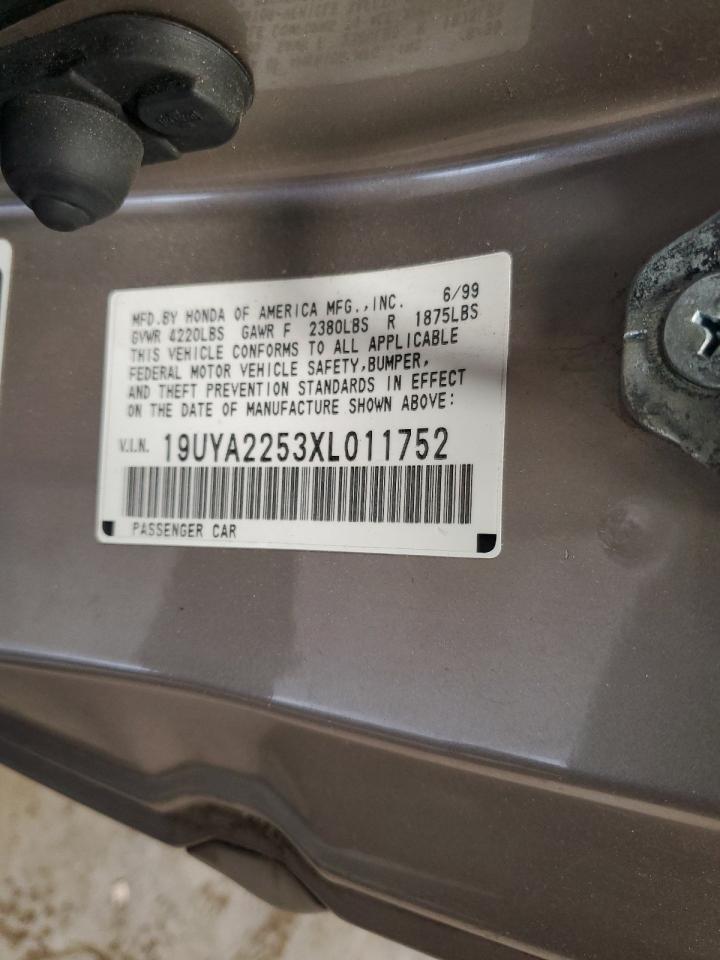 MFD.BY HONDA OF AMERICA MFG.,INC. 6/99
GVWR 4220LBS GAWR F 2380LBS R 1875LBS
THIS VEHICLE CONFORMS TO ALL APPLICABLE
FEDERAL MOTOR VEHICLE SAFETY,BUMPER,
AND THEFT PREVENTION STANDARDS IN EFFECT
ON THE DATE OF MANUFACTURE SHOWN ABOVE:
V.I.N. 19UYA2253XL011752
PASSENGER CAR